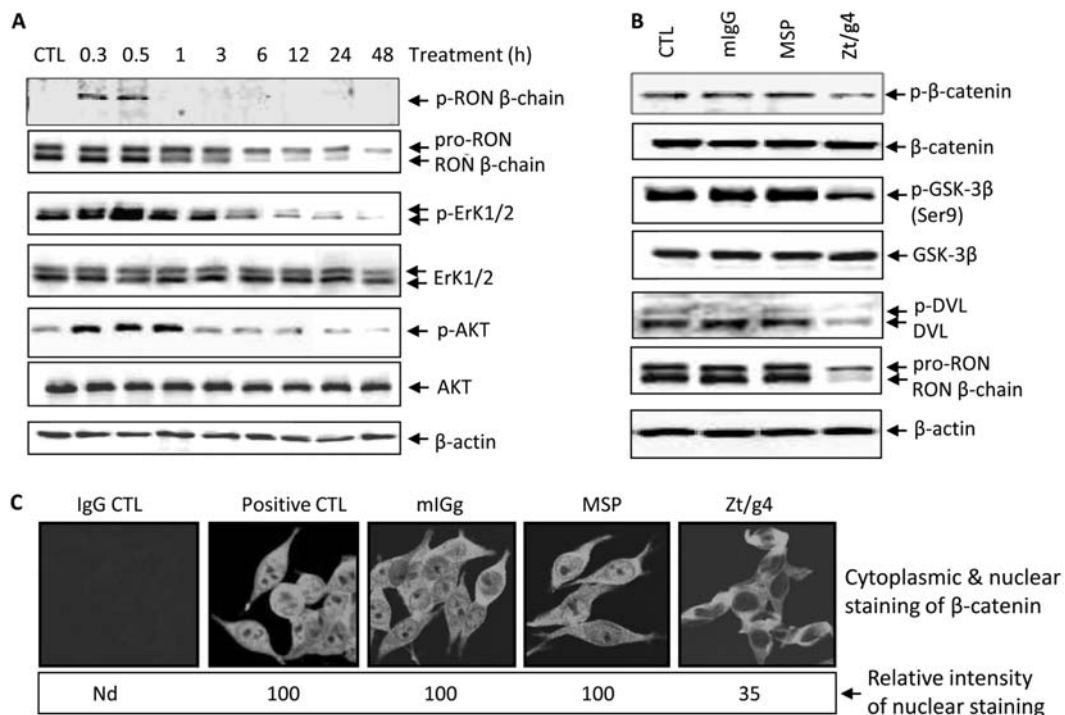 A
CTL 0.3 0.5 1 3 6 12 24 48 Treatment (h)
p-RON β-chain
pro-RON
RON β-chain
p-ErK1/2
ErK1/2
p-AKT
AKT
β-actin
B
CTL mIgG MSP Zt/g4
p-β-catenin
β-catenin
p-GSK-3β
(Ser9)
GSK-3β
p-DVL
DVL
pro-RON
RON β-chain
β-actin
C
IgG CTL Positive CTL mIGg MSP Zt/g4
Cytoplasmic & nuclear
staining of β-catenin
Nd 100 100 100 35
Relative intensity
of nuclear staining